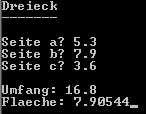 Dreieck
-------
Seite a? 5.3
Seite b? 7.9
Seite c? 3.6
Umfang: 16.8
Flaeche: 7.90544_